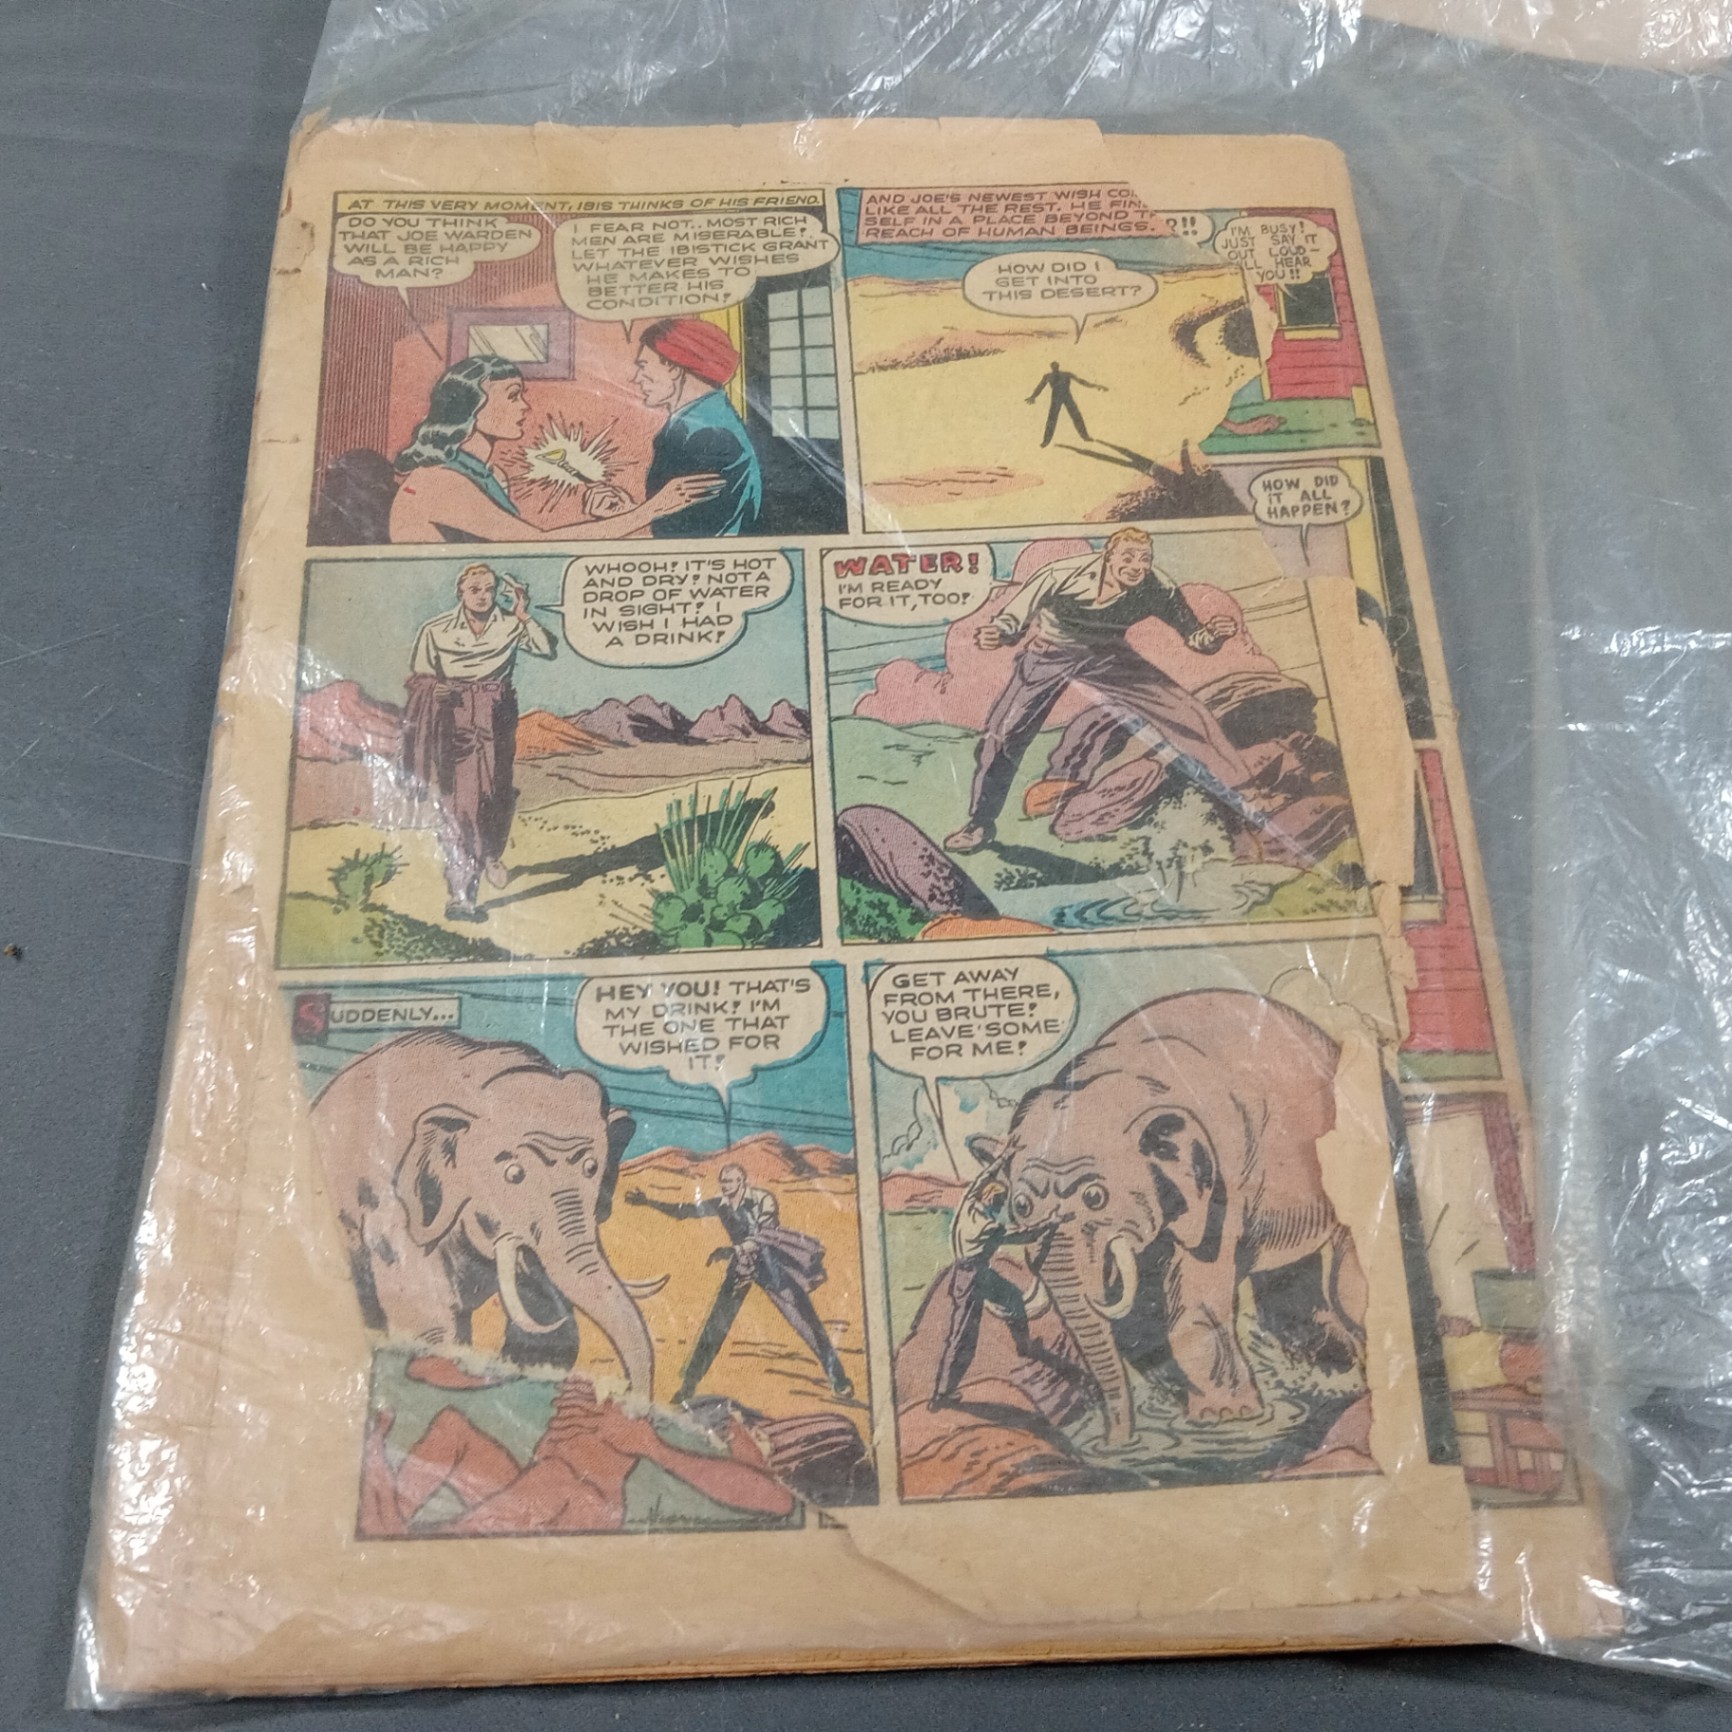 AT THIS VERY MOMENT, IBIS THINKS OF HIS FRIEND.
DO YOU THINK
THAT JOE WARDEN
WILL BE HAPPY
AS A RICH
MAN?
I FEAR NOT.. MOST RICH
MEN ARE MISERABLE!
LET THE IBISTICK GRANT
WHATEVER WISHES
HE MAKES TO
BETTER HIS
CONDITION!
AND JOE'S NEWEST WISH
LIKE ALL THE REST. HE
SELF IN A PLACE BEYOND
REACH OF HUMAN BEINGS.
HOW DID I
GET INTO
THIS DESERT?
!!
I'M BUSY!
JUST SAY IT
OUT LOUD-
HEAR
YOU!!
HOW DID
IT ALL
HAPPEN?
WHOOH! IT'S HOT
AND DRY! NOT A
DROP OF WATER
IN SIGHT! I
WISH I HAD
A DRINK!
WATER!
I'M READY
FOR IT, TOO!
SUDDENLY...
HEY YOU! THAT'S
MY DRINK! I'M
THE ONE THAT
WISHED FOR
IT!
GET AWAY
FROM THERE,
YOU BRUTE!
LEAVE SOME
FOR ME!